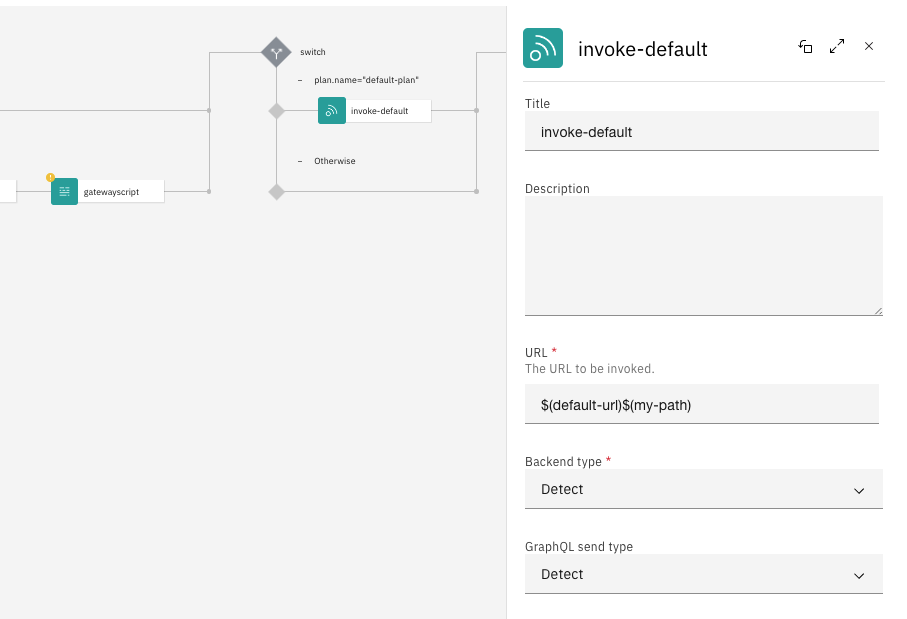 switch
– plan.name="default-plan"
invoke-default
– Otherwise
! gatewayscript
invoke-default
Title
invoke-default
Description
URL *
The URL to be invoked.
$(default-url)$(my-path)
Backend type *
Detect
GraphQL send type
Detect